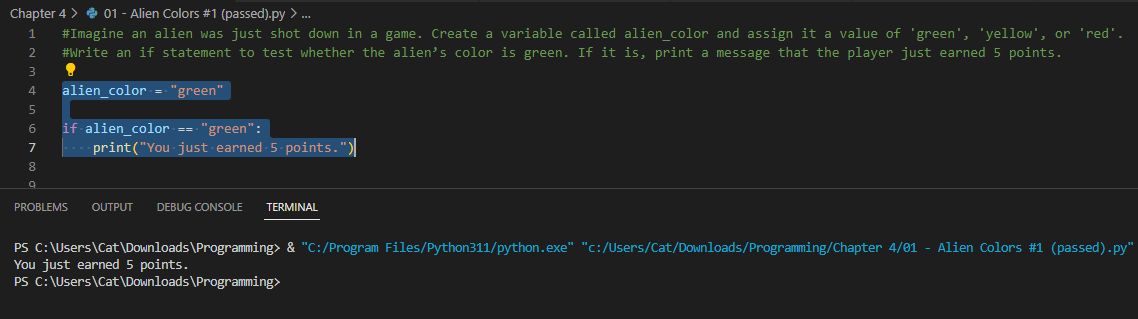 Chapter 4 > 01 - Alien Colors #1 (passed).py > ...
1 #Imagine an alien was just shot down in a game. Create a variable called alien_color and assign it a value of 'green', 'yellow', or 'red'.
2 #Write an if statement to test whether the alien’s color is green. If it is, print a message that the player just earned 5 points.
3
4 alien_color = "green"
5
6 if alien_color == "green":
7     print("You just earned 5 points.")
8
9
PROBLEMS OUTPUT DEBUG CONSOLE TERMINAL
PS C:\Users\Cat\Downloads\Programming> & "C:/Program Files/Python311/python.exe" "c:/Users/Cat/Downloads/Programming/Chapter 4/01 - Alien Colors #1 (passed).py"
You just earned 5 points.
PS C:\Users\Cat\Downloads\Programming>